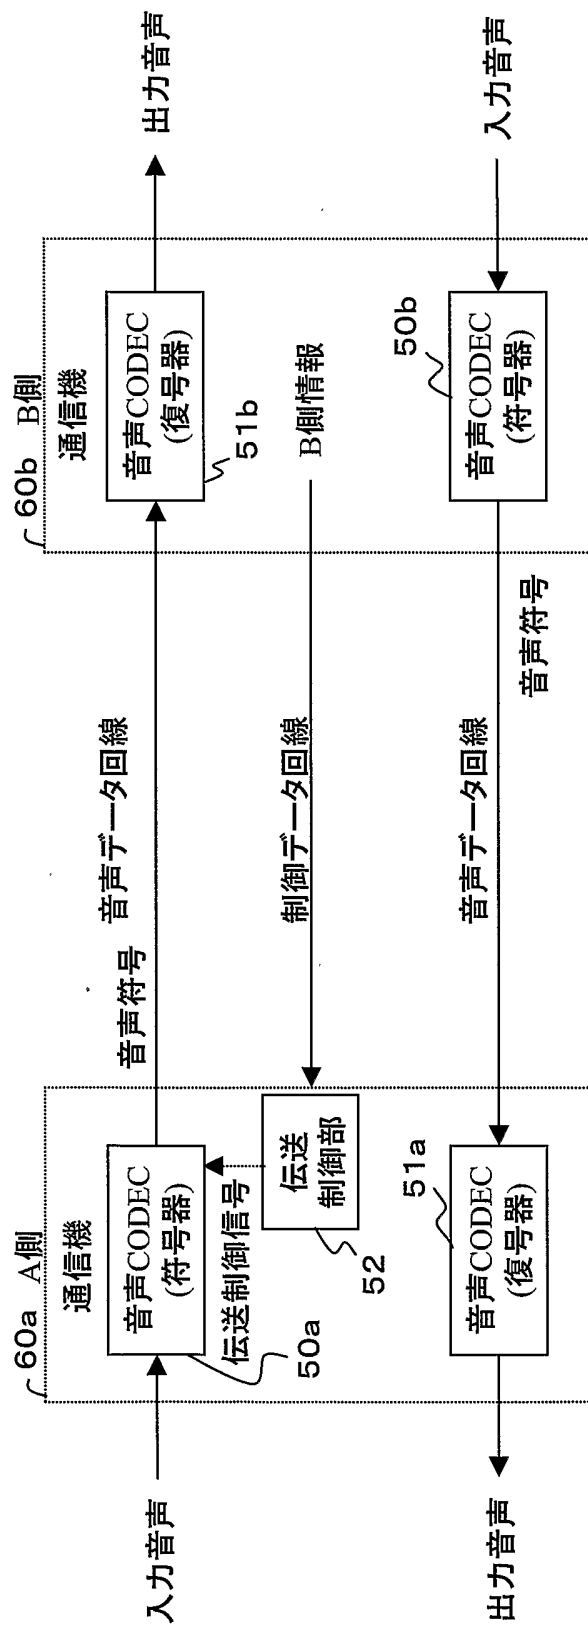 60a A側
通信機
入力音声
音声CODEC
(符号器)
50a
伝送制御信号
伝送
制御部
52
音声CODEC
(復号器)
51a
出力音声
音声符号
音声データ回線
制御データ回線
音声データ回線
音声符号
60b B側
通信機
音声CODEC
(復号器)
51b
出力音声
B側情報
音声CODEC
(符号器)
50b
入力音声